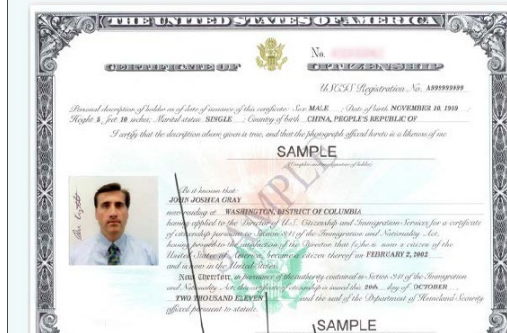 THE UNITED STATES OF AMERICA
No.
CERTIFICATE OF CITIZENSHIP
USCIS Registration No. A999999999
Personal description of holder as of date of issuance of this certificate: Sex: MALE ; Date of birth: NOVEMBER 10, 1959 ;
Height: 5 feet 10 inches; Marital status: SINGLE ; Country of birth: CHINA, PEOPLE'S REPUBLIC OF
I certify that the description above given is true, and that the photograph affixed hereto is a likeness of me
SAMPLE
SAMPLE
Be it known that:
JOHN JOSHUA GRAY
now residing at WASHINGTON, DISTRICT OF COLUMBIA
having applied to the Director of U.S. Citizenship and Immigration Services for a certificate
of citizenship pursuant to Section 341 of the Immigration and Nationality Act,
having proved to the satisfaction of the Director that (s)he is now a citizen of the
United States of America, became a citizen thereof on FEBRUARY 2, 2002
and is now in the United States
Now Therefore, in pursuance of the authority contained in Section 341 of the Immigration
and Nationality Act, this certificate of citizenship is issued this 20th day of OCTOBER
TWO THOUSAND ELEVEN and the seal of the Department of Homeland Security
affixed pursuant to statute.
SAMPLE